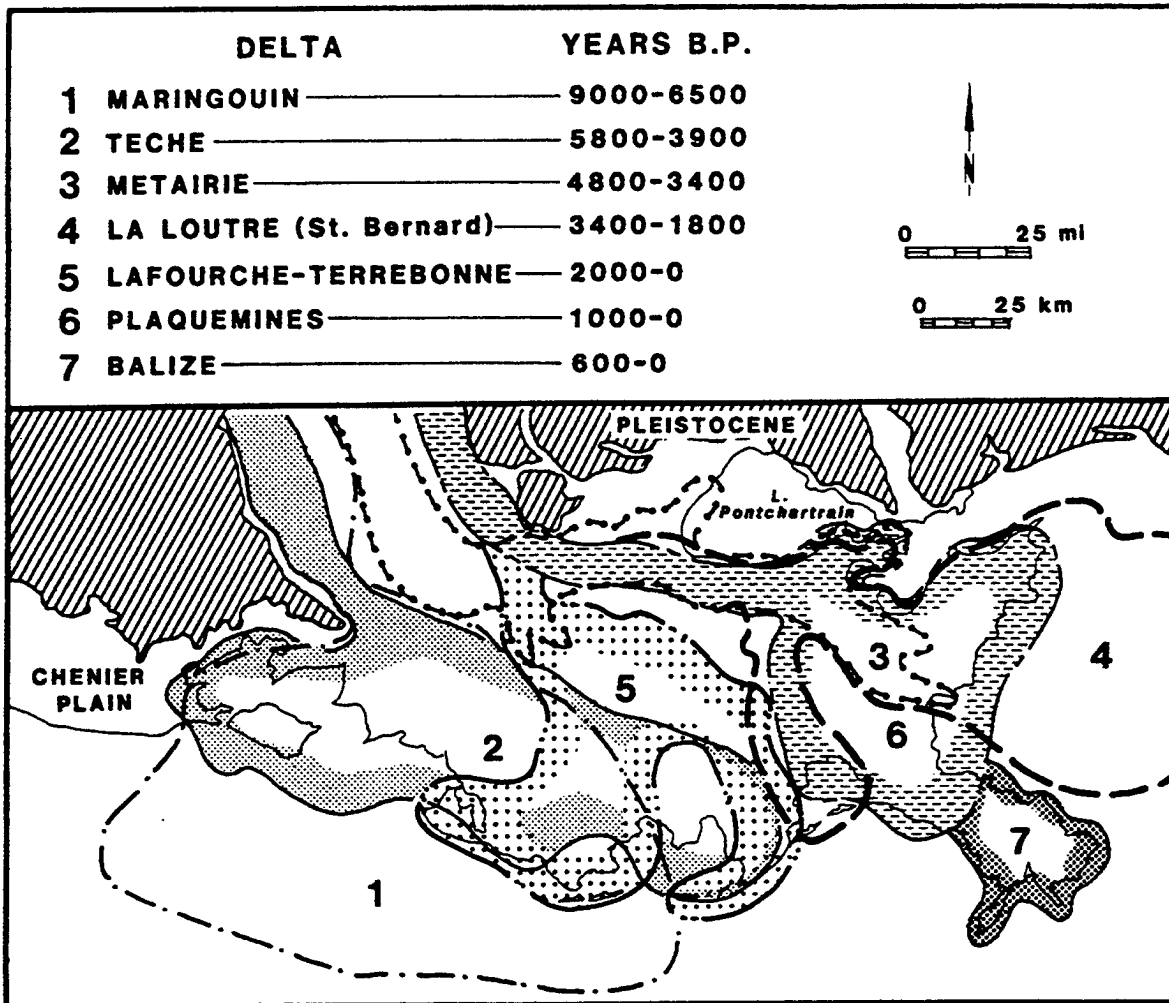 DELTA YEARS B.P.
1 MARINGOUIN 9000-6500
2 TECHE 5800-3900
3 METAIRIE 4800-3400
4 LA LOUTRE (St. Bernard) 3400-1800
5 LAFOURCHE-TERREBONNE 2000-0
6 PLAQUEMINES 1000-0
7 BALIZE 600-0
N
0 25 mi
0 25 km
PLEISTOCENE
L.
Pontchartrain
CHENIER
PLAIN
3
4
5
6
2
7
1